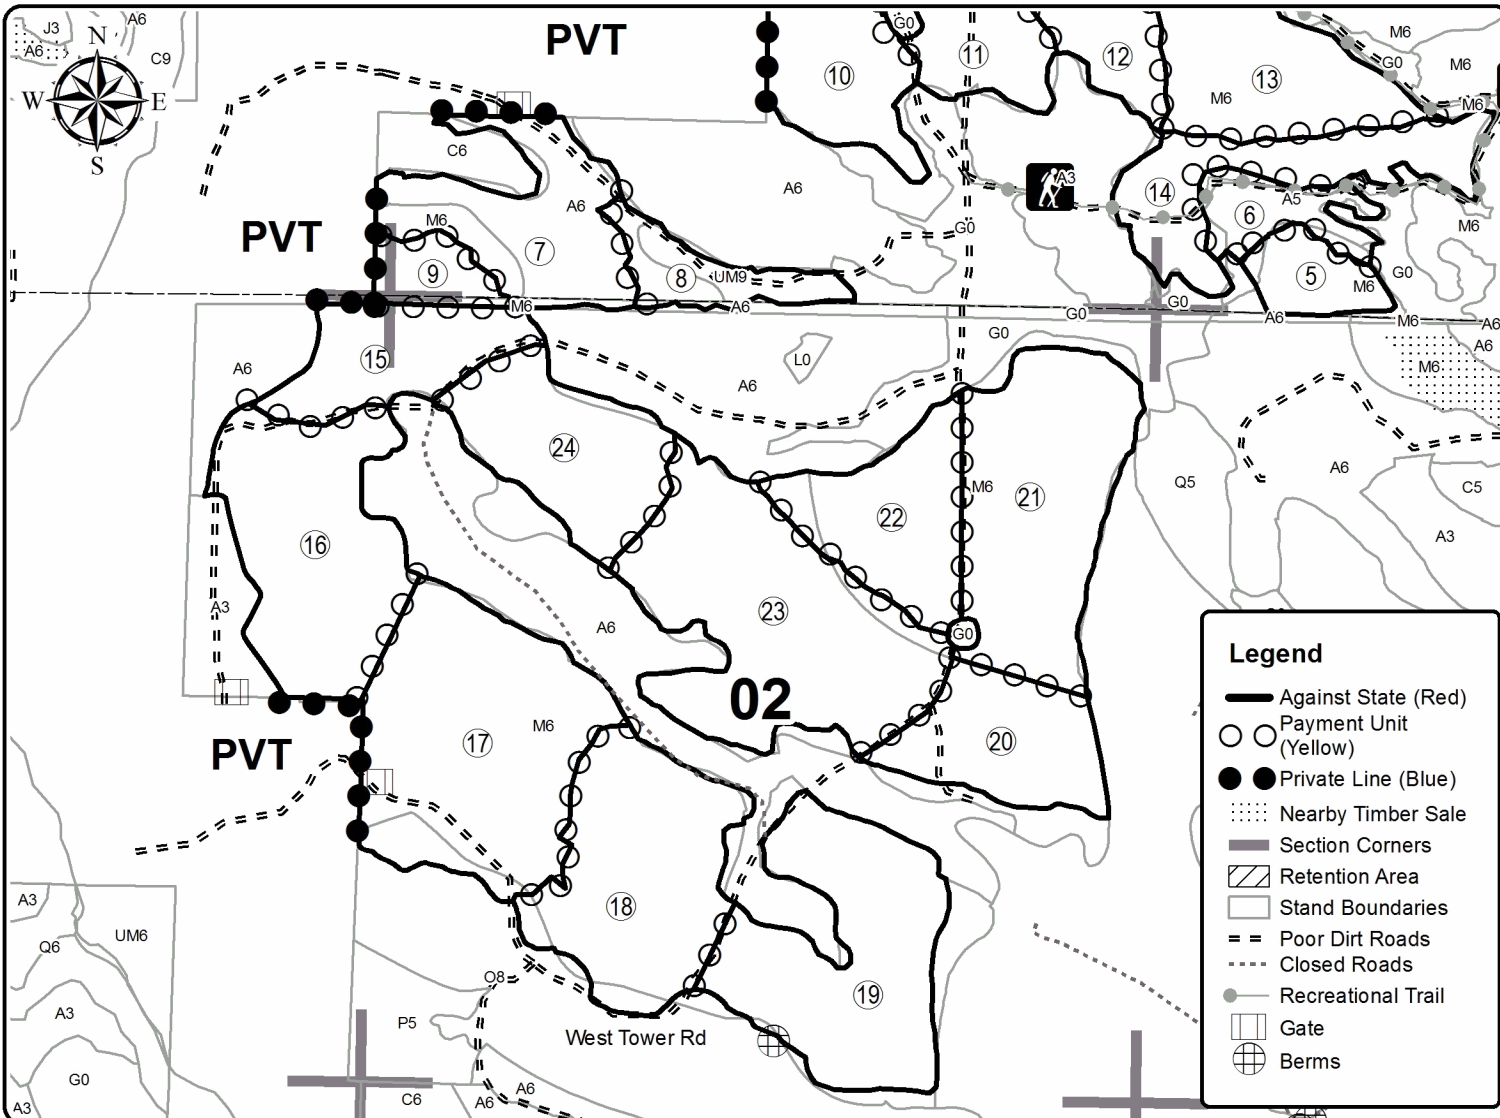 J3
A6
A6
C9
N
W
E
S
PVT
G0
11
12
M6
G0
M6
10
13
M6
M6
C6
A3
A6
A6
14
A5
6
PVT
M6
7
G0
M6
9
8
UM9
5
G0
M6
M6
A6
G0
G0
A6
M6
A6
G0
15
L0
A6
A6
A6
M6
24
M6
21
22
Q5
A6
C5
16
A3
A3
23
A6
G0
02
PVT
17
M6
20
18
19
A3
Q6
UM6
A3
G0
A3
O8
P5
West Tower Rd
A6
C6
A6
Legend
Against State (Red)
Payment Unit
(Yellow)
Private Line (Blue)
Nearby Timber Sale
Section Corners
Retention Area
Stand Boundaries
Poor Dirt Roads
Closed Roads
Recreational Trail
Gate
Berms